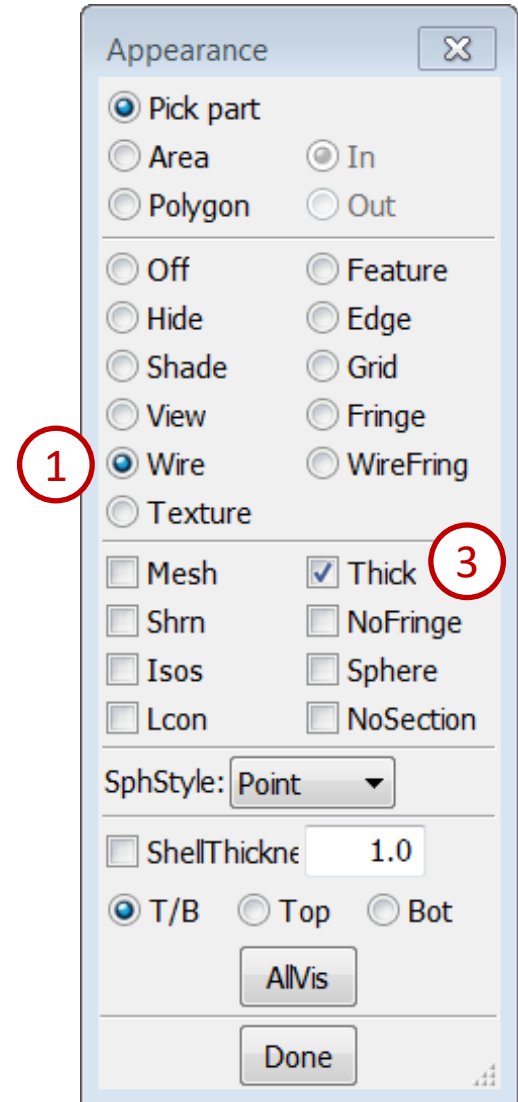 Appearance
Pick part
Area In
Polygon Out
Off Feature
Hide Edge
Shade Grid
View Fringe
1 Wire WireFring
Texture
Mesh Thick 3
Shrn NoFringe
Isos Sphere
Lcon NoSection
SphStyle: Point
ShellThickne 1.0
T/B Top Bot
AllVis
Done